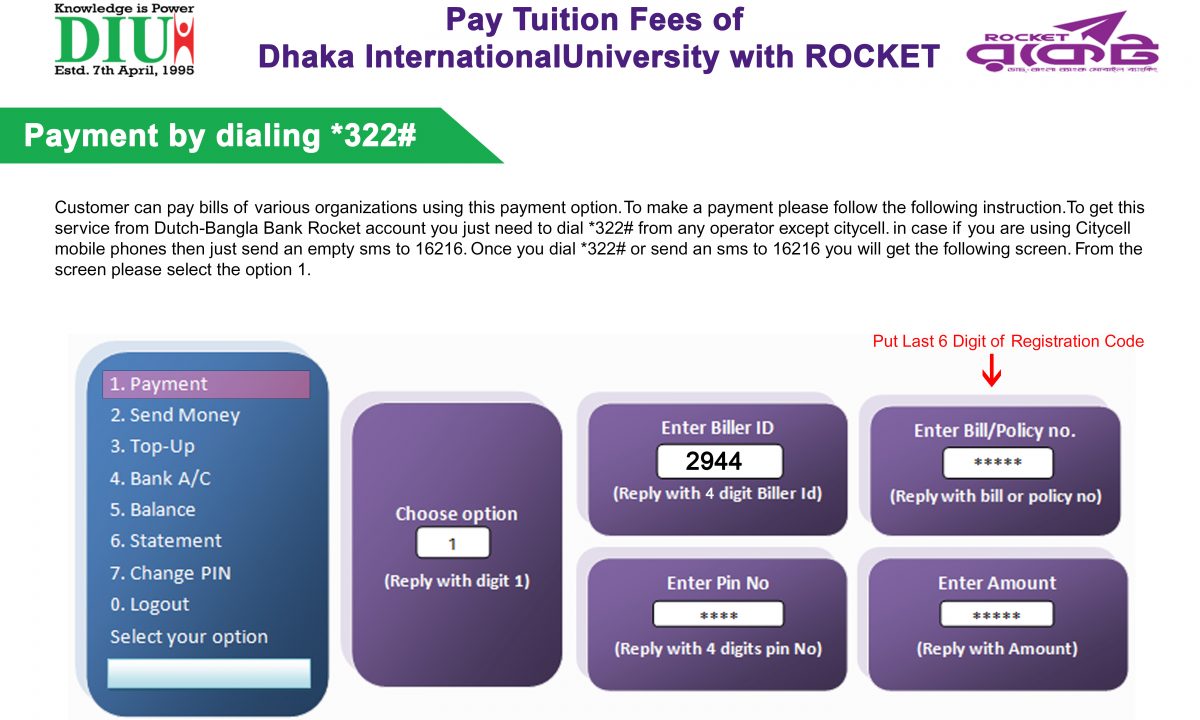 Knowledge is Power
DIU
Estd. 7th April, 1995
Pay Tuition Fees of
Dhaka InternationalUniversity with ROCKET
ROCKET
রকেট
ডাচ্-বাংলা ব্যাংক মোবাইল ব্যাংকিং
Payment by dialing *322#
Customer can pay bills of various organizations using this payment option.To make a payment please follow the following instruction.To get this
service from Dutch-Bangla Bank Rocket account you just need to dial *322# from any operator except citycell. in case if you are using Citycell
mobile phones then just send an empty sms to 16216. Once you dial *322# or send an sms to 16216 you will get the following screen. From the
screen please select the option 1.
Put Last 6 Digit of Registration Code
1. Payment
2. Send Money
3. Top-Up
4. Bank A/C
5. Balance
6. Statement
7. Change PIN
0. Logout
Select your option
Choose option
1
(Reply with digit 1)
Enter Biller ID
2944
(Reply with 4 digit Biller Id)
Enter Bill/Policy no.
*****
(Reply with bill or policy no)
Enter Pin No
****
(Reply with 4 digits pin No)
Enter Amount
*****
(Reply with Amount)